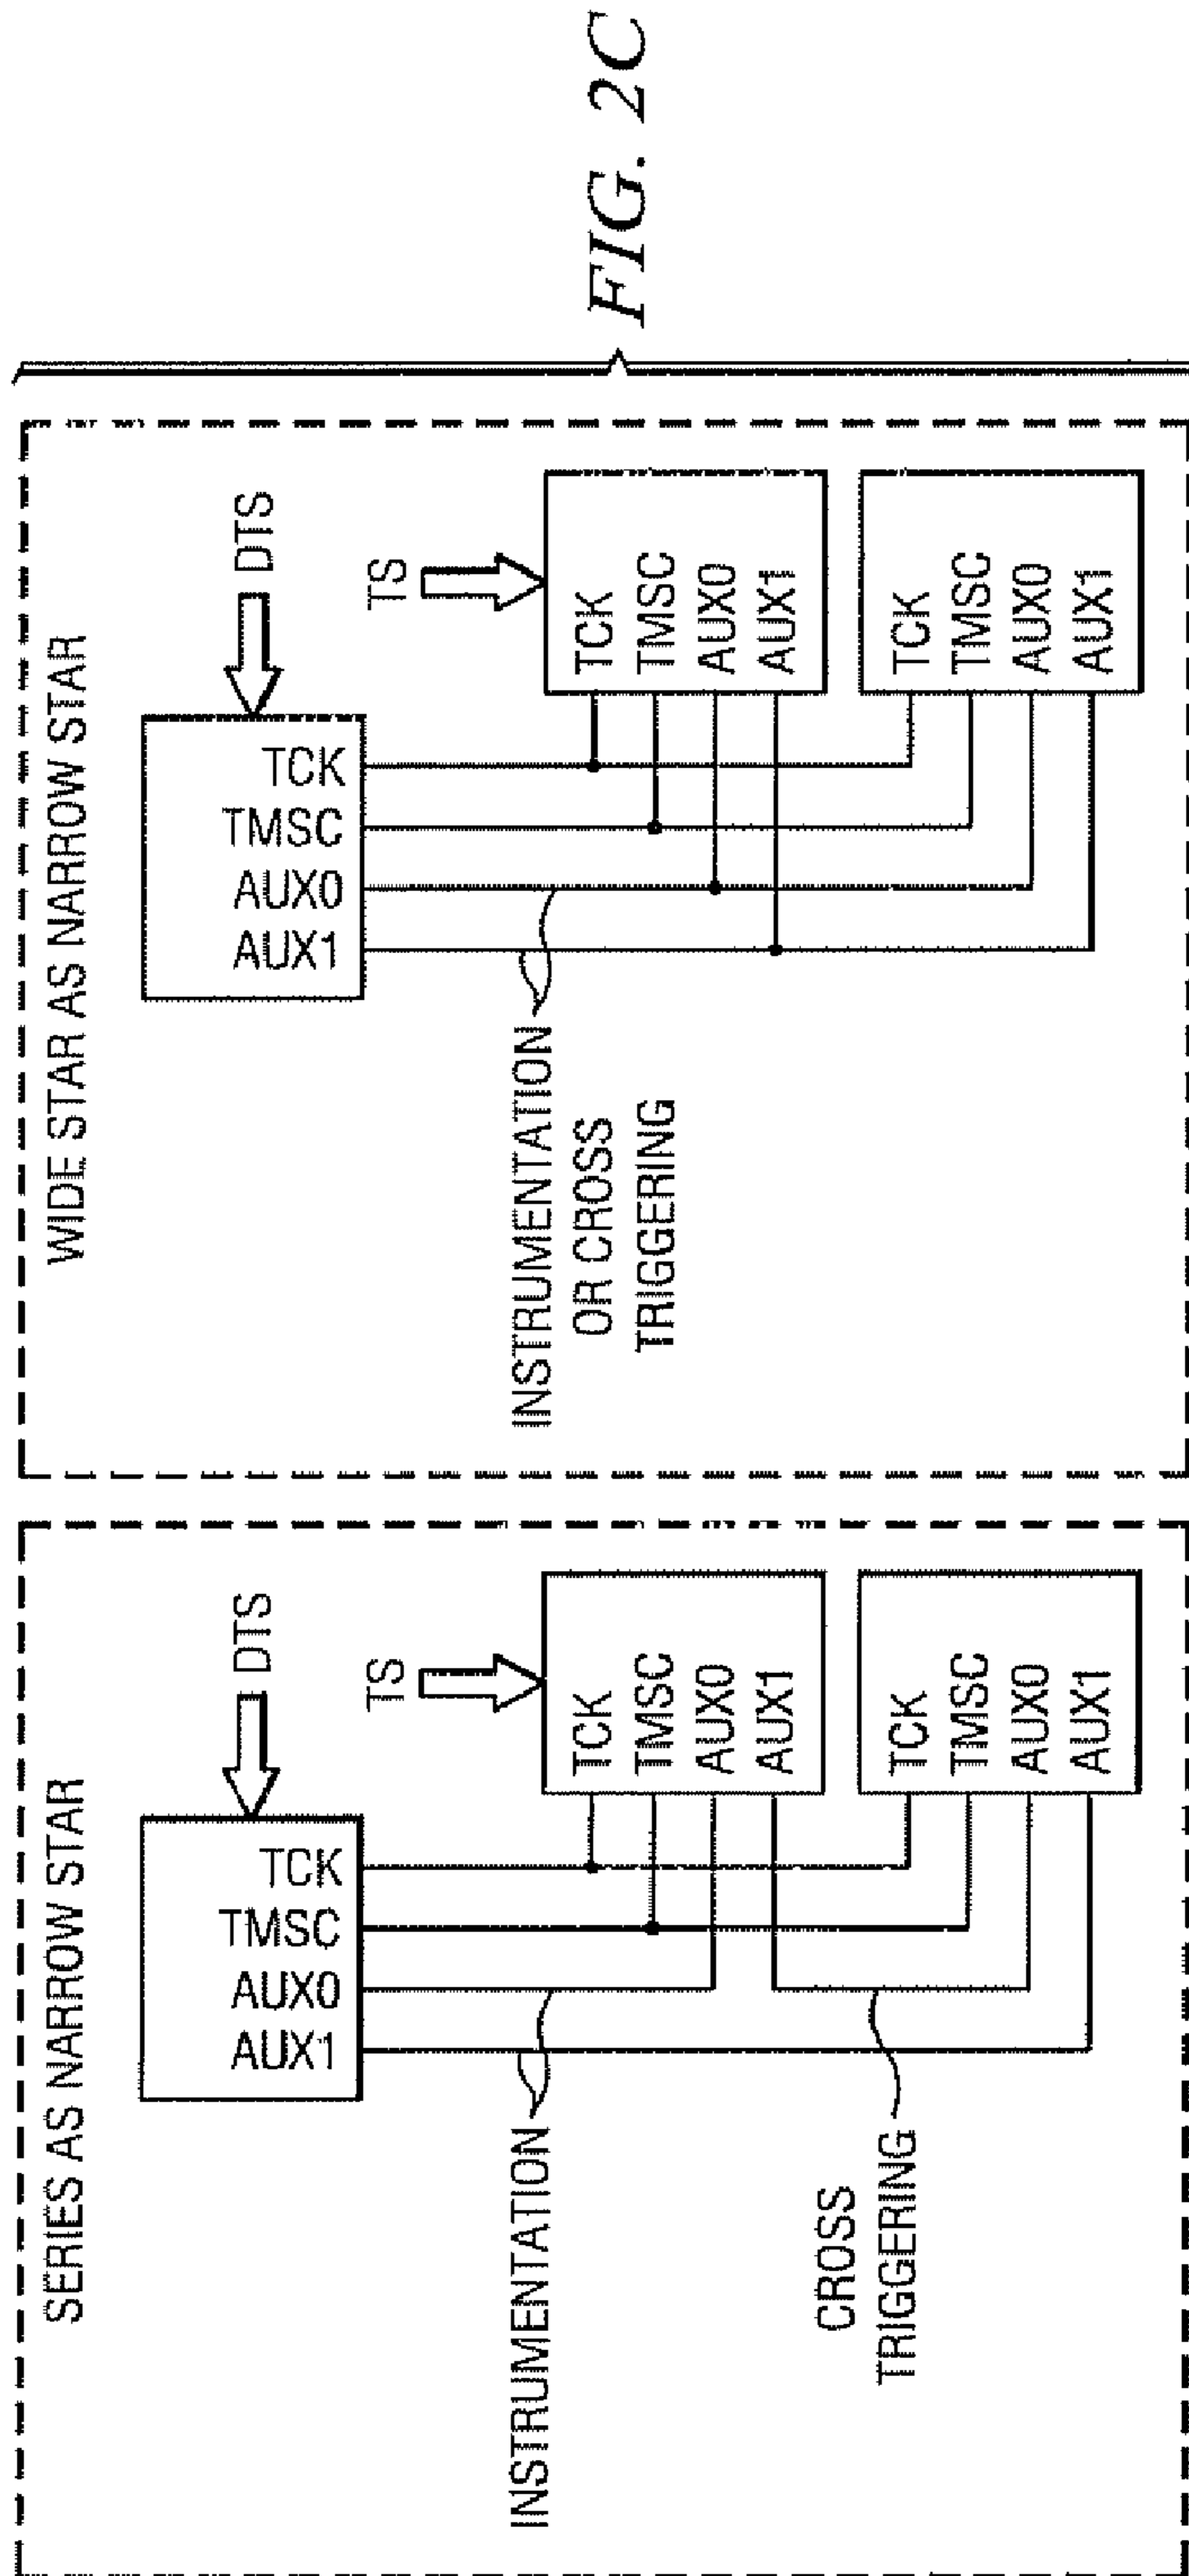 SERIES AS NARROW STAR
DTS
TCK
TMSC
AUX0
AUX1
TS
INSTRUMENTATION
TCK
TMSC
AUX0
AUX1
CROSS
TRIGGERING
TCK
TMSC
AUX0
AUX1
WIDE STAR AS NARROW STAR
DTS
TCK
TMSC
AUX0
AUX1
TS
INSTRUMENTATION
OR CROSS
TRIGGERING
TCK
TMSC
AUX0
AUX1
TCK
TMSC
AUX0
AUX1
FIG. 2C